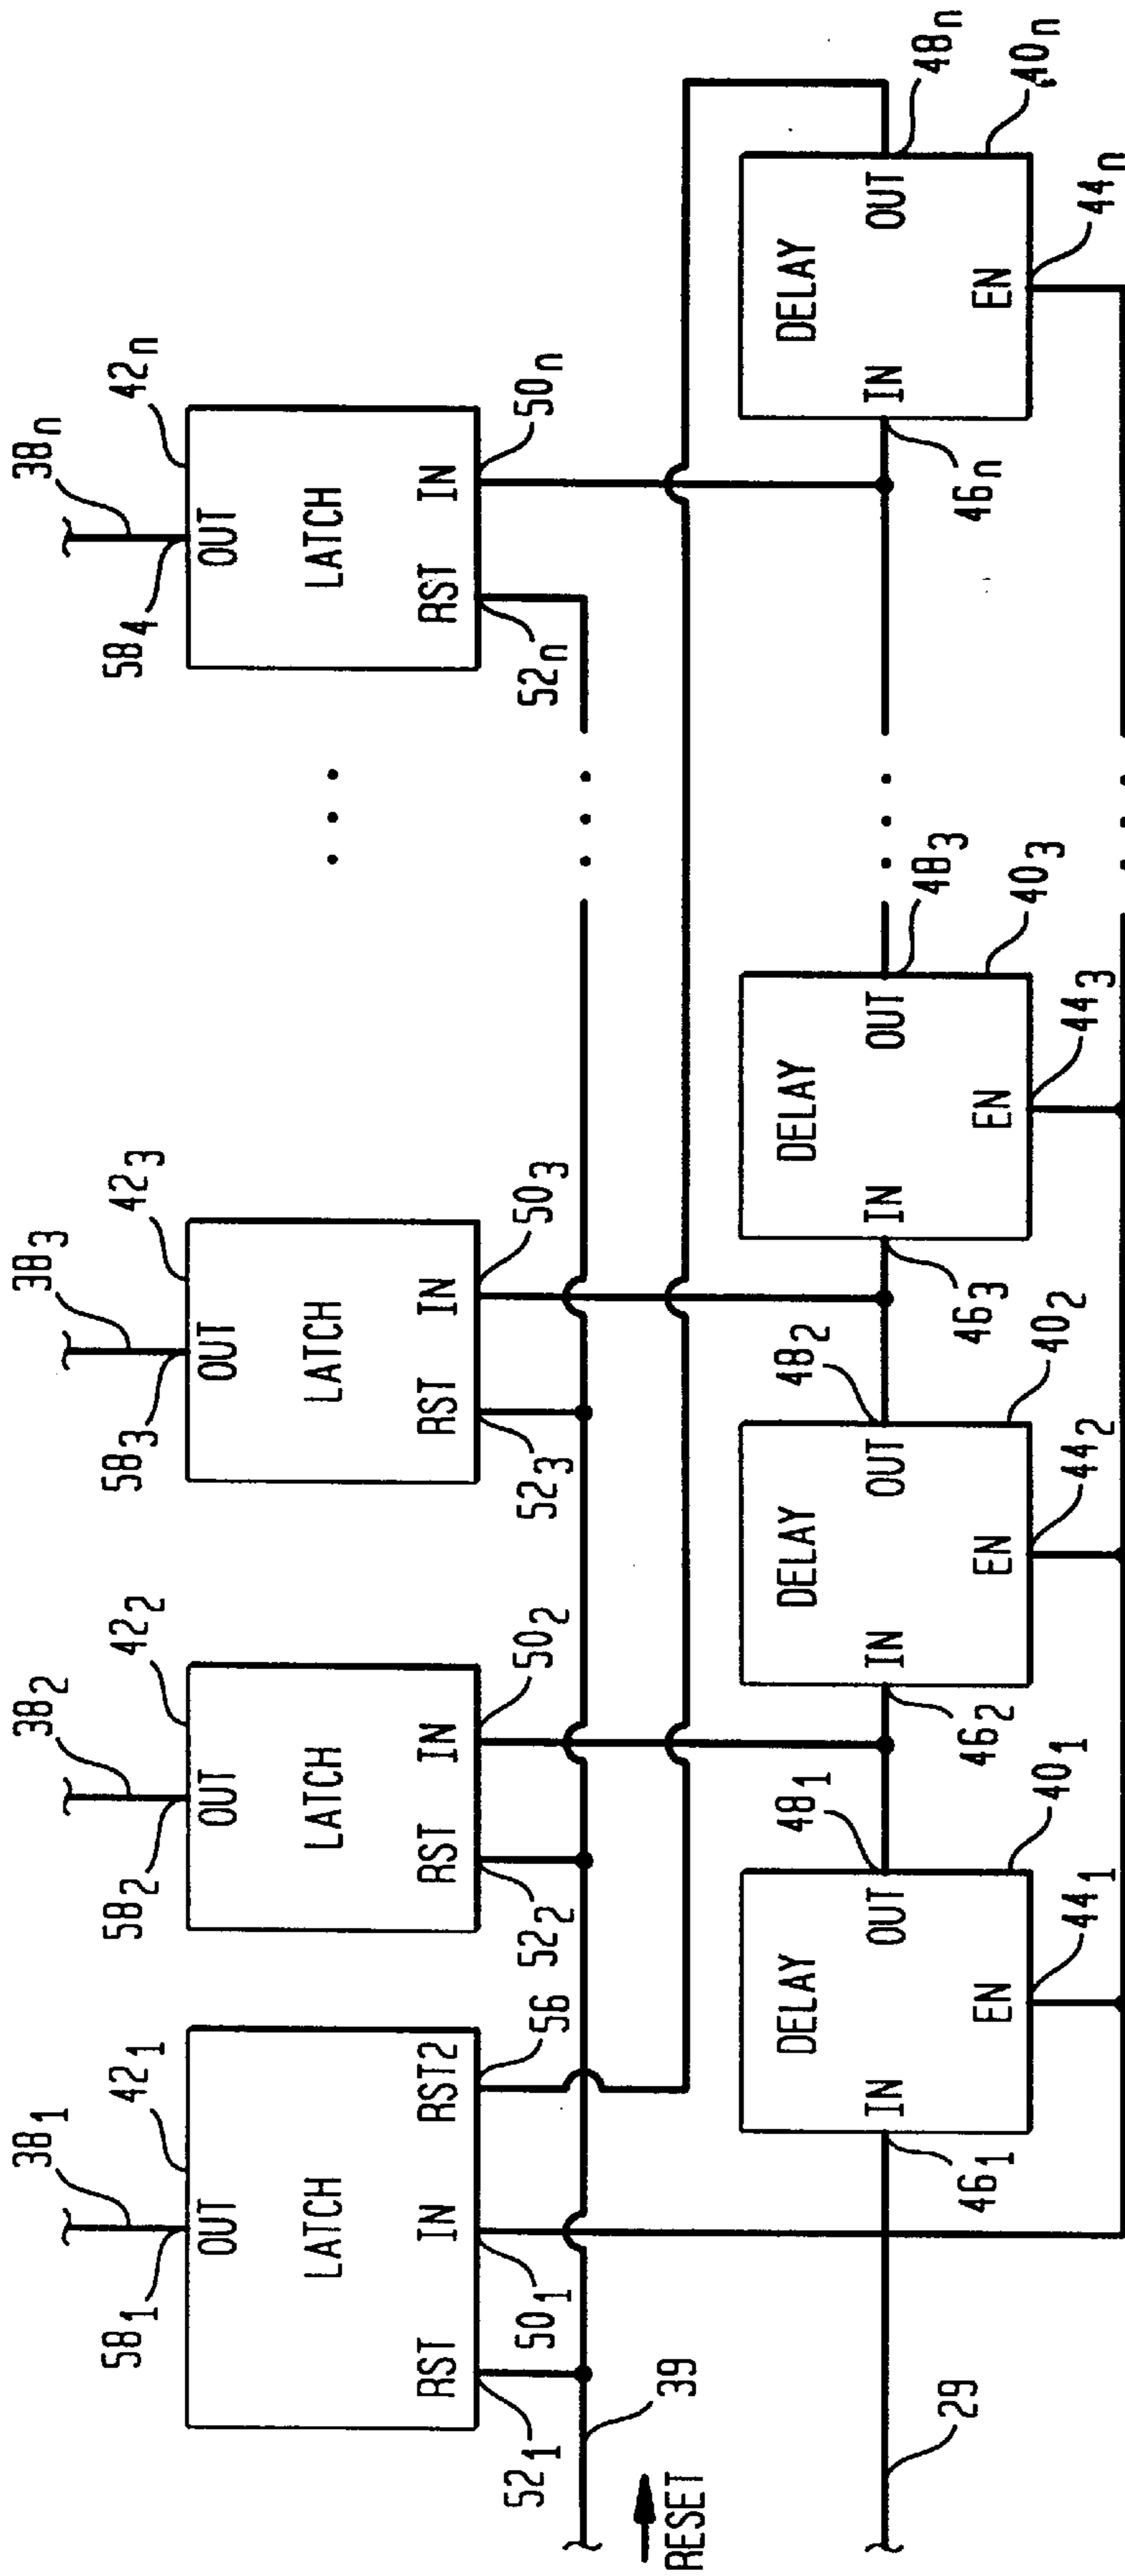 38₁ 38₂ 38₃ 38ₙ
58₁ 42₁ 58₂ 42₂ 58₃ 42₃ 58₄ 42ₙ
OUT OUT OUT OUT
LATCH LATCH LATCH LATCH
RST IN RST2 RST IN RST IN RST IN
52₁ 50₁ 56 52₂ 50₂ 52₃ 50₃ 52ₙ 50ₙ
39
RESET
DELAY DELAY DELAY DELAY
48₁ 48₂ 48₃ 48ₙ
IN OUT IN OUT IN OUT IN OUT
29
46₁ 46₂ 46₃ 46ₙ
EN EN EN EN
40₁ 40₂ 40₃ 40ₙ
44₁ 44₂ 44₃ 44ₙ